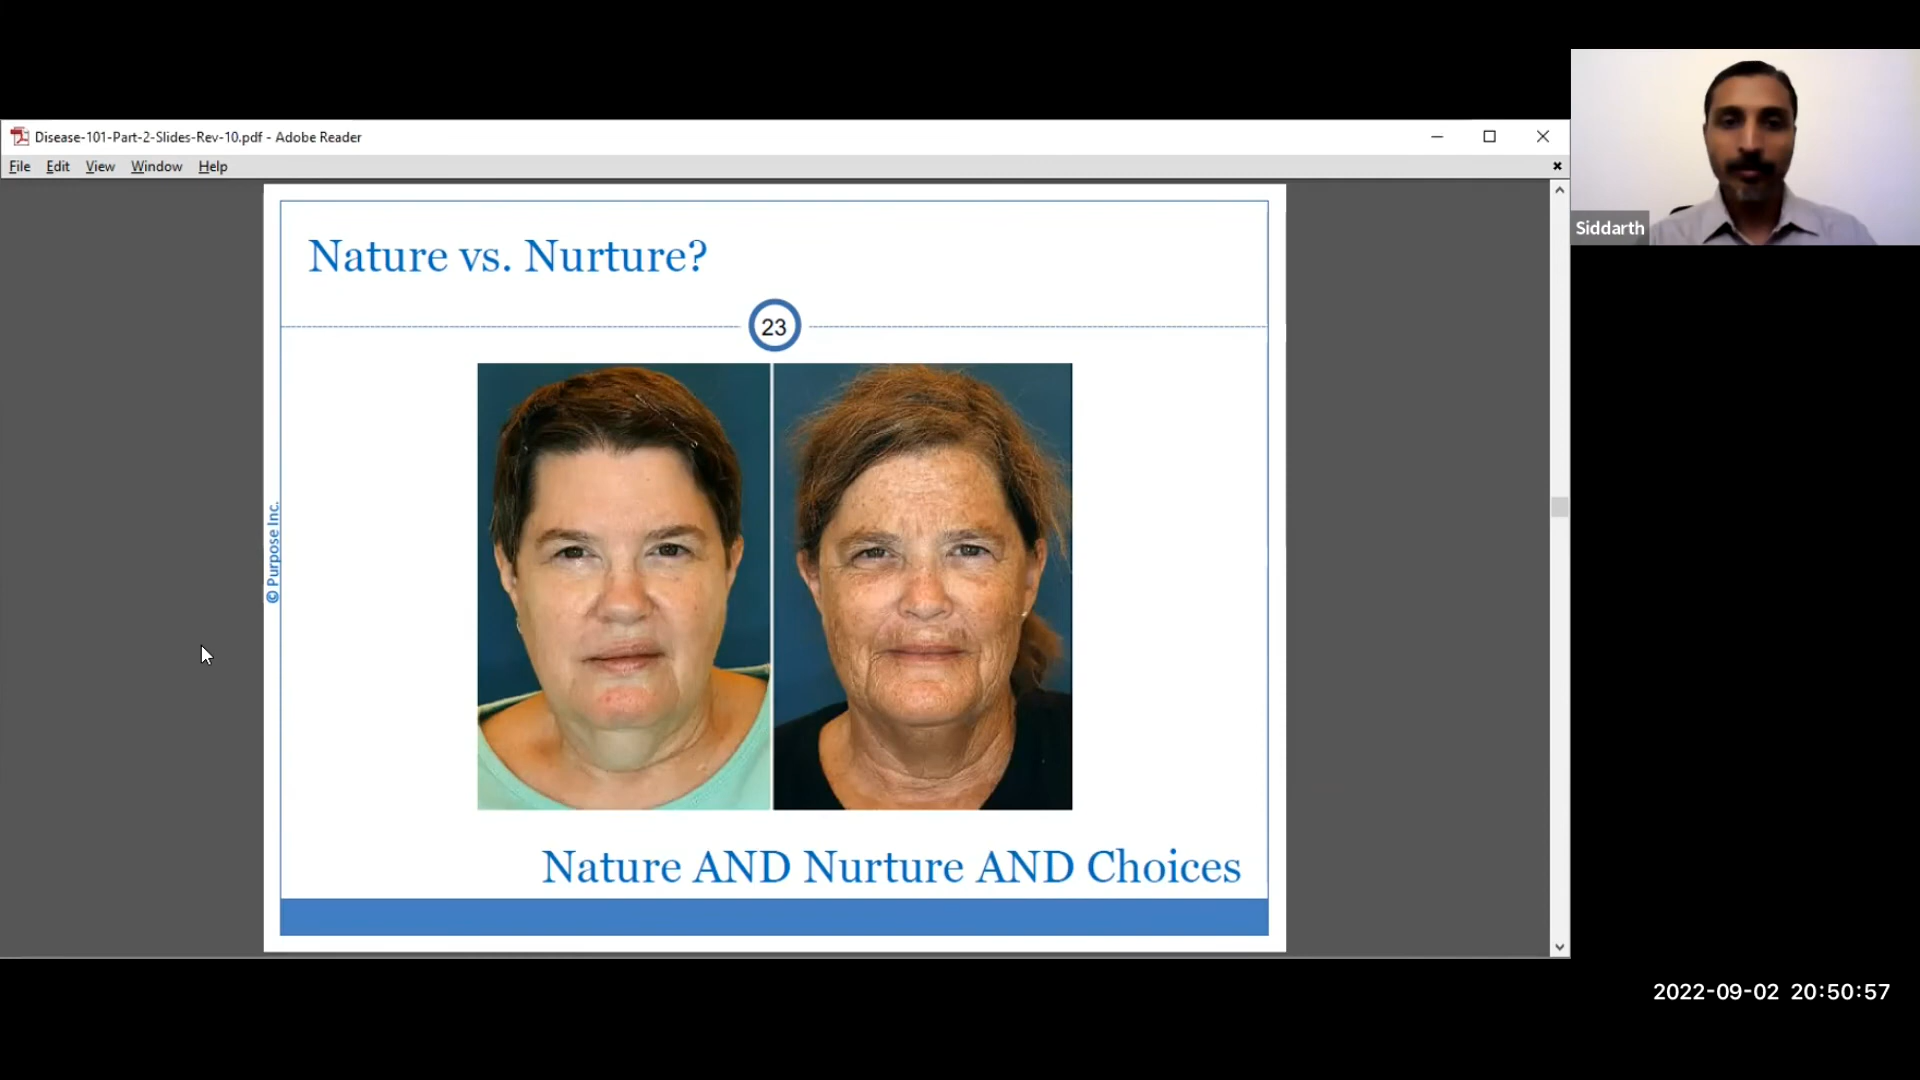 Disease-101-Part-2-Slides-Rev-10.pdf - Adobe Reader
File Edit View Window Help
Siddarth
Nature vs. Nurture?
23
© Purpose Inc.
Nature AND Nurture AND Choices
2022-09-02 20:50:57